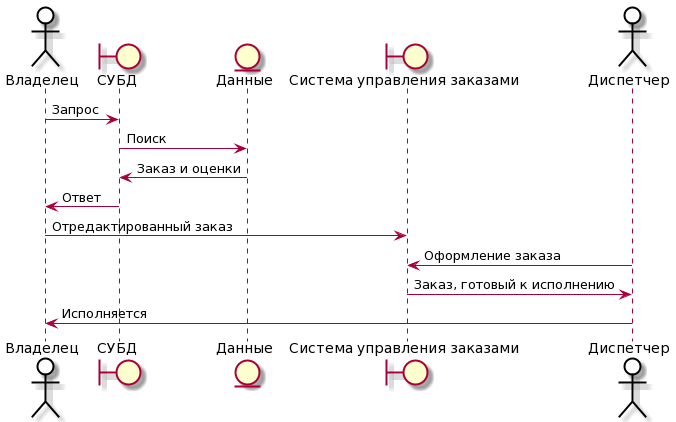 Владелец СУБД Данные Система управления заказами Диспетчер
Запрос
Поиск
Заказ и оценки
Ответ
Отредактированный заказ
Оформление заказа
Заказ, готовый к исполнению
Исполняется
Владелец СУБД Данные Система управления заказами Диспетчер